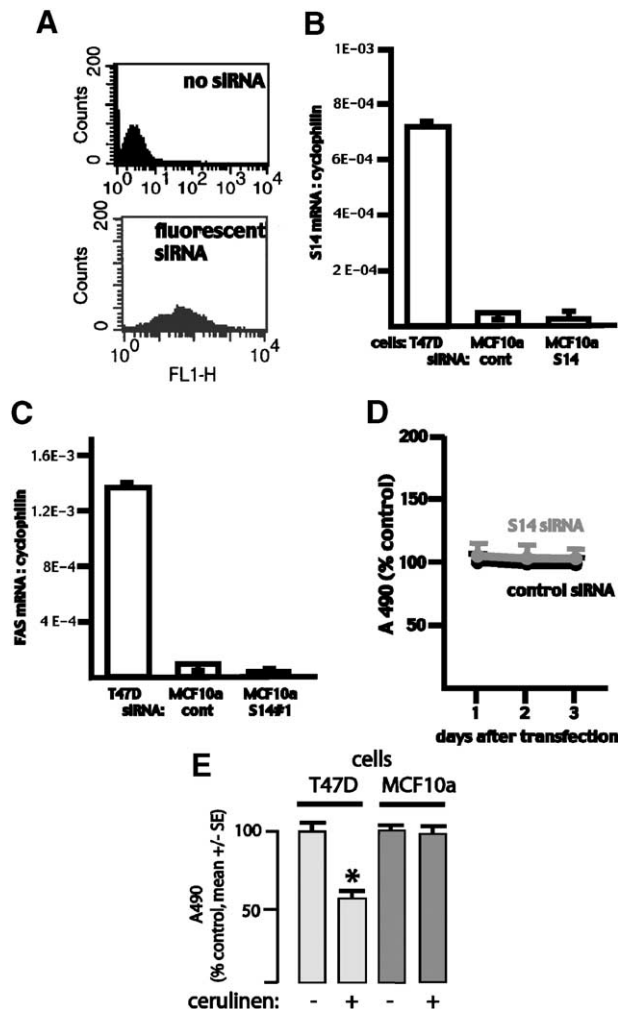 A
200
Counts
0
no siRNA
10^0 10^1 10^2 10^3 10^4
200
Counts
0
fluorescent
siRNA
10^0 10^2 10^4
FL1-H
B
1E-03
8E-04
6E-04
2 E-04
S14 mRNA : cyclophilin
cells: T47D MCF10a MCF10a
siRNA: cont S14
C
1.6E-3
1.2E-3
8E-4
4 E-4
FAS mRNA : cyclophilin
T47D MCF10a MCF10a
siRNA: cont S14#1
D
200
150
100
50
A 490 (% control)
S14 siRNA
control siRNA
1 2 3
days after transfection
E
cells
T47D MCF10a
100
50
A490
(% control, mean +/- SE)
*
cerulinen: - + - +